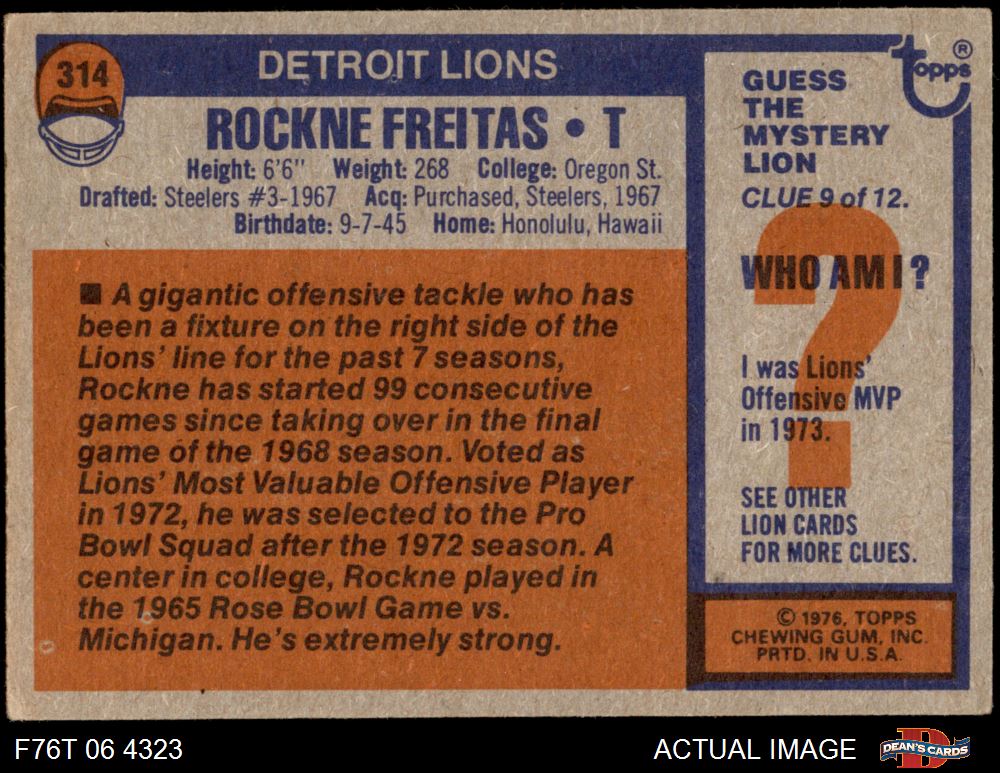 314
DETROIT LIONS
ROCKNE FREITAS • T
Height: 6'6" Weight: 268 College: Oregon St.
Drafted: Steelers #3-1967 Acq: Purchased, Steelers, 1967
Birthdate: 9-7-45 Home: Honolulu, Hawaii
■ A gigantic offensive tackle who has
been a fixture on the right side of the
Lions' line for the past 7 seasons,
Rockne has started 99 consecutive
games since taking over in the final
game of the 1968 season. Voted as
Lions' Most Valuable Offensive Player
in 1972, he was selected to the Pro
Bowl Squad after the 1972 season. A
center in college, Rockne played in
the 1965 Rose Bowl Game vs.
Michigan. He's extremely strong.
topps ®
GUESS
THE
MYSTERY
LION
CLUE 9 of 12.
?
WHO AM I?
I was Lions'
Offensive MVP
in 1973.
SEE OTHER
LION CARDS
FOR MORE CLUES.
© 1976, TOPPS
CHEWING GUM, INC.
PRTD. IN U.S.A.
F76T 06 4323
ACTUAL IMAGE
D
DEAN'S CARDS